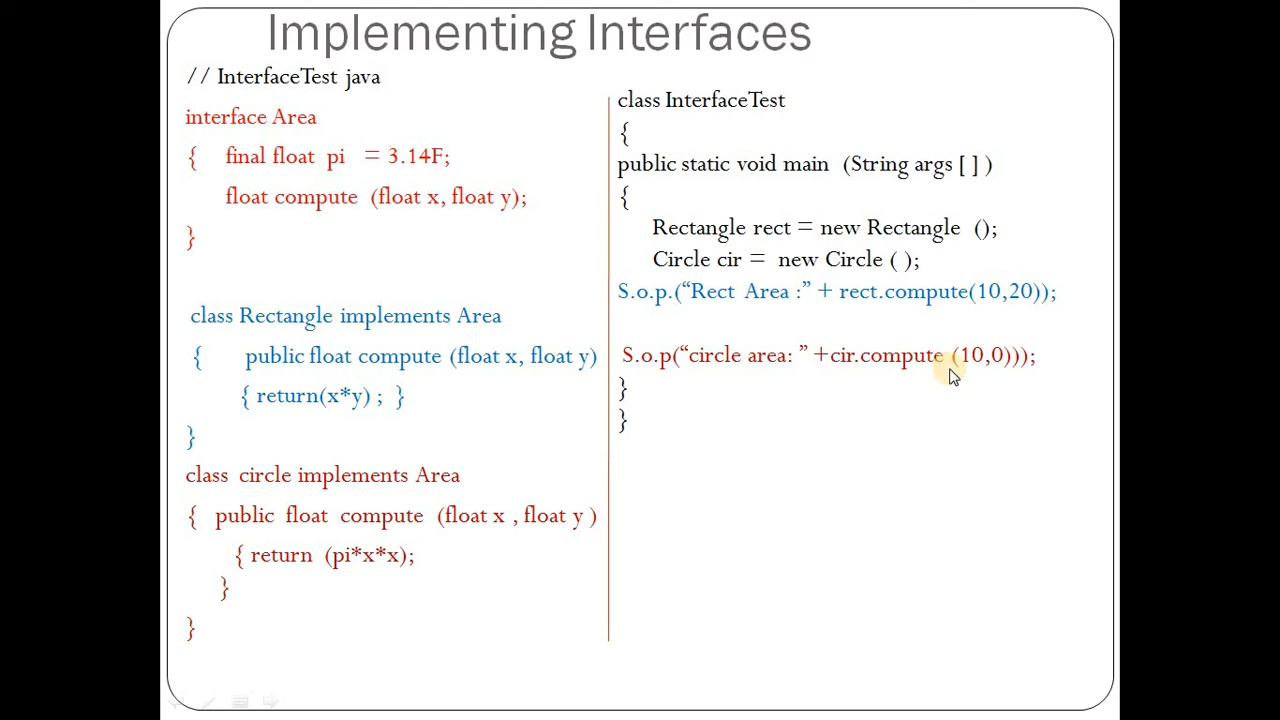 Implementing Interfaces
// InterfaceTest java
interface Area
{ final float pi = 3.14F;
float compute (float x, float y);
}
class Rectangle implements Area
{ public float compute (float x, float y)
{ return(x*y) ; }
}
class circle implements Area
{ public float compute (float x , float y )
{ return (pi*x*x);
}
}
class InterfaceTest
{
public static void main (String args [ ] )
{
Rectangle rect = new Rectangle ();
Circle cir = new Circle ( );
S.o.p.(“Rect Area :” + rect.compute(10,20));
S.o.p(“circle area: ” +cir.compute (10,0)));
}
}